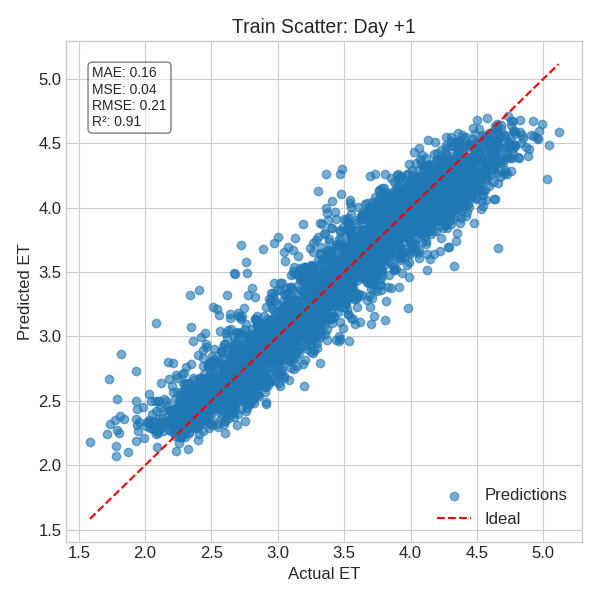 Train Scatter: Day +1
MAE: 0.16
MSE: 0.04
RMSE: 0.21
R²: 0.91
Predicted ET
5.0
4.5
4.0
3.5
3.0
2.5
2.0
1.5
Predictions
Ideal
1.5 2.0 2.5 3.0 3.5 4.0 4.5 5.0
Actual ET